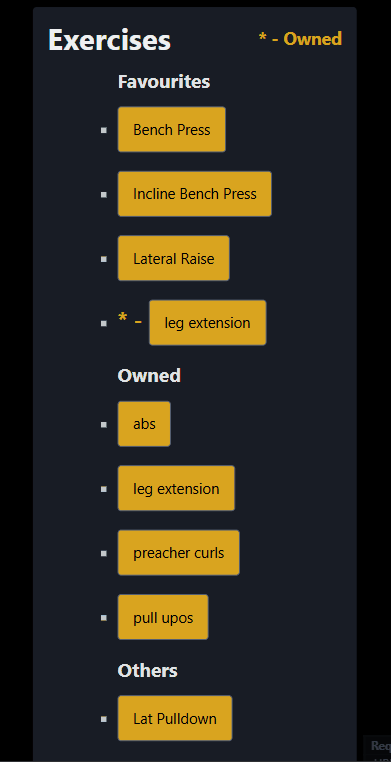 Exercises
* - Owned
Favourites
Bench Press
Incline Bench Press
Lateral Raise
* - leg extension
Owned
abs
leg extension
preacher curls
pull upos
Others
Lat Pulldown
Req